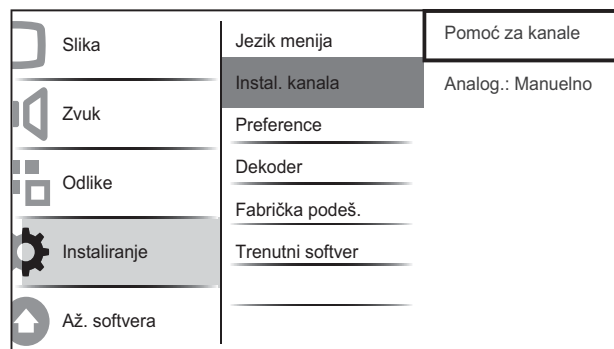 Slika
Zvuk
Odlike
Instaliranje
Až. softvera
Jezik menija
Instal. kanala
Preference
Dekoder
Fabrička podeš.
Trenutni softver
Pomoć za kanale
Analog.: Manuelno